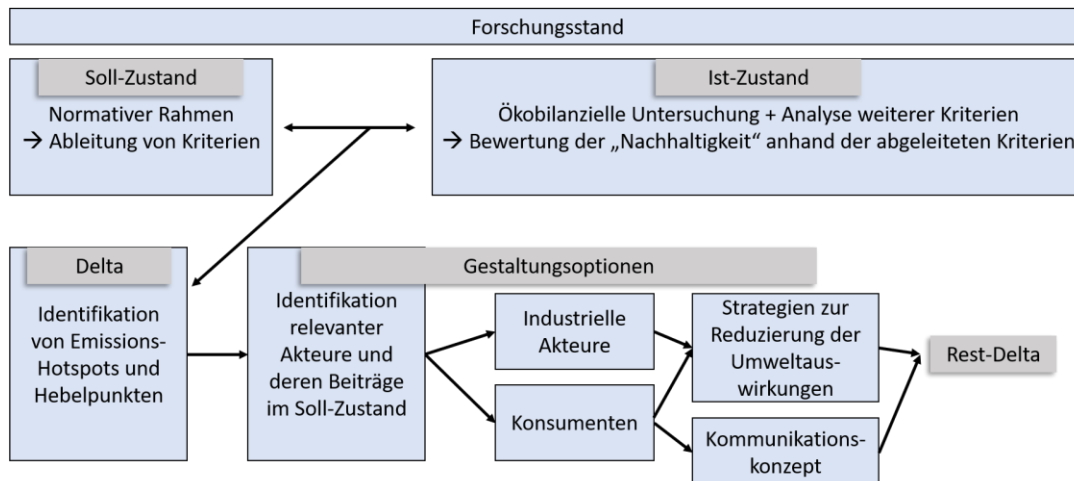 Forschungsstand
Soll-Zustand
Normativer Rahmen
→ Ableitung von Kriterien
Ist-Zustand
Ökobilanzielle Untersuchung + Analyse weiterer Kriterien
→ Bewertung der „Nachhaltigkeit“ anhand der abgeleiteten Kriterien
Delta
Identifikation
von Emissions-
Hotspots und
Hebelpunkten
Gestaltungsoptionen
Identifikation
relevanter
Akteure und
deren Beiträge
im Soll-Zustand
Industrielle
Akteure
Konsumenten
Strategien zur
Reduzierung der
Umweltaus-
wirkungen
Kommunikations-
konzept
Rest-Delta